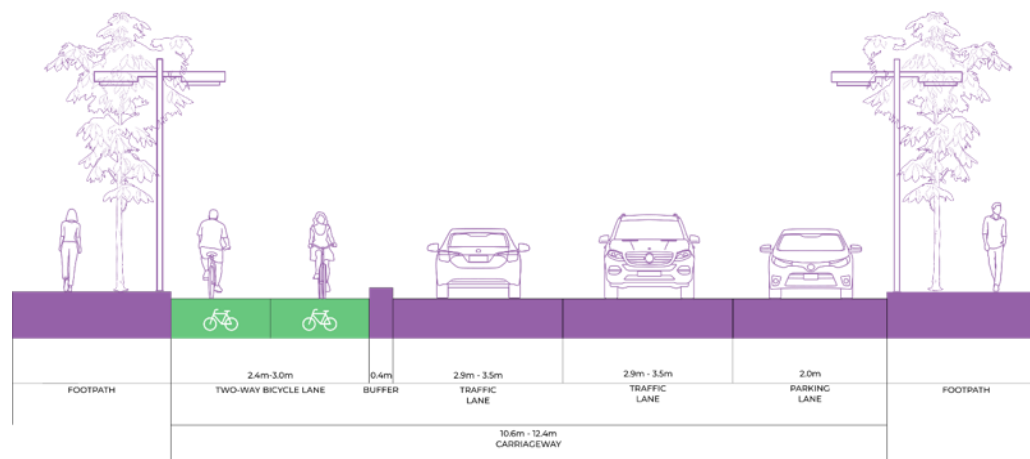 2.4m-3.0m
0.4m
2.9m - 3.5m
2.9m - 3.5m
2.0m
FOOTPATH
TWO-WAY BICYCLE LANE
BUFFER
TRAFFIC
LANE
TRAFFIC
LANE
PARKING
LANE
FOOTPATH
10.6m - 12.4m
CARRIAGEWAY